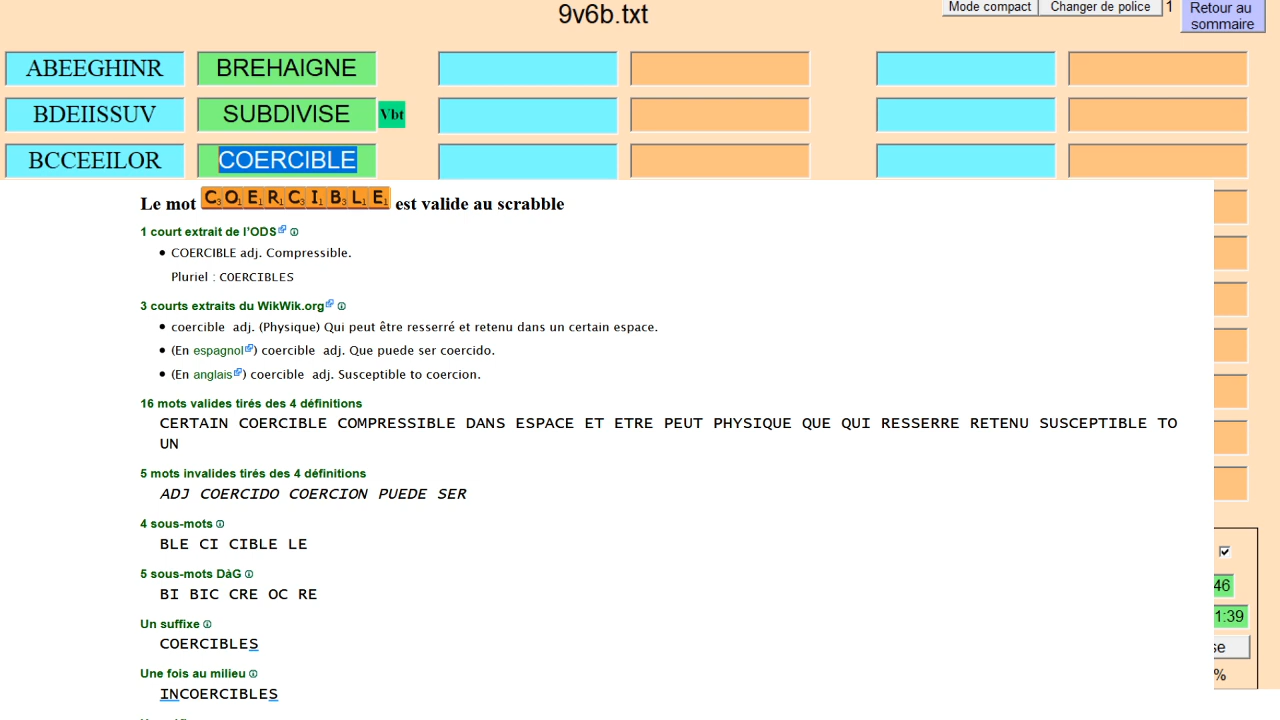 9v6b.txt
Mode compact Changer de police 1 Retour au sommaire
ABEEGHINR BREHAIGNE
BDEIISSUV SUBDIVISE Vbt
BCCEEILOR COERCIBLE
Le mot C3O1E1R1C3I1B3L1E1 est valide au scrabble
1 court extrait de l'ODS
• COERCIBLE adj. Compressible.
Pluriel : COERCIBLES
3 courts extraits du WikWik.org
• coercible adj. (Physique) Qui peut être resserré et retenu dans un certain espace.
• (En espagnol) coercible adj. Que puede ser coercido.
• (En anglais) coercible adj. Susceptible to coercion.
16 mots valides tirés des 4 définitions
CERTAIN COERCIBLE COMPRESSIBLE DANS ESPACE ET ETRE PEUT PHYSIQUE QUE QUI RESSERRE RETENU SUSCEPTIBLE TO
UN
5 mots invalides tirés des 4 définitions
ADJ COERCIDO COERCION PUEDE SER
4 sous-mots
BLE CI CIBLE LE
46
5 sous-mots DàG
BI BIC CRE OC RE
1:39
Un suffixe
COERCIBLES
se
Une fois au milieu
%
INCOERCIBLES